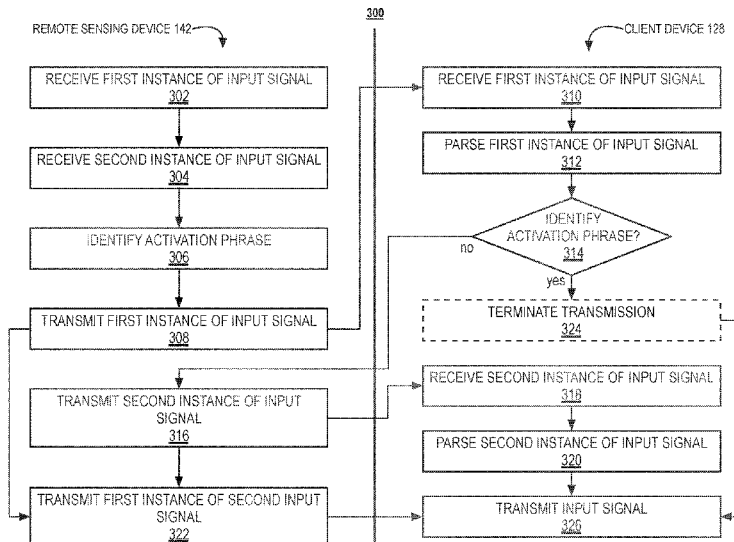 300
REMOTE SENSING DEVICE 142
CLIENT DEVICE 128
RECEIVE FIRST INSTANCE OF INPUT SIGNAL
302
RECEIVE SECOND INSTANCE OF INPUT SIGNAL
304
IDENTIFY ACTIVATION PHRASE
306
TRANSMIT FIRST INSTANCE OF INPUT SIGNAL
308
TRANSMIT SECOND INSTANCE OF INPUT
SIGNAL
316
TRANSMIT FIRST INSTANCE OF SECOND INPUT
SIGNAL
322
RECEIVE FIRST INSTANCE OF INPUT SIGNAL
310
PARSE FIRST INSTANCE OF INPUT SIGNAL
312
IDENTIFY
ACTIVATION PHRASE?
314
no
yes
TERMINATE TRANSMISSION
324
RECEIVE SECOND INSTANCE OF INPUT SIGNAL
318
PARSE SECOND INSTANCE OF INPUT SIGNAL
320
TRANSMIT INPUT SIGNAL
326